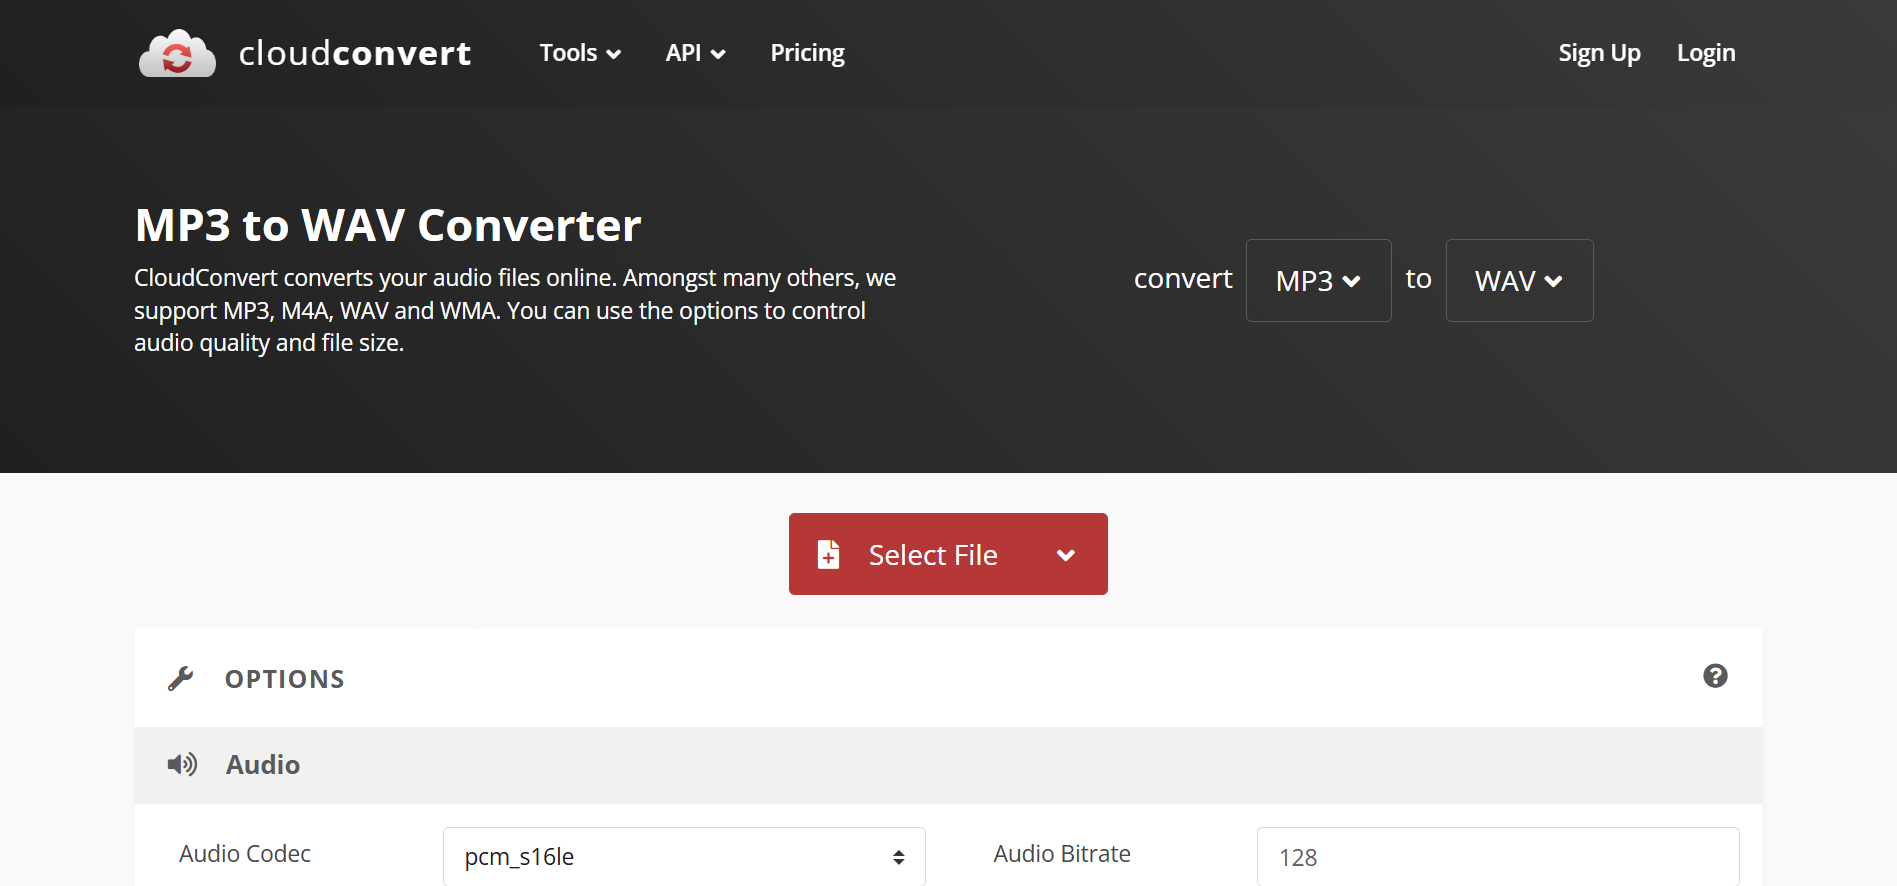 cloudconvert Tools API Pricing Sign Up Login
MP3 to WAV Converter
CloudConvert converts your audio files online. Amongst many others, we
support MP3, M4A, WAV and WMA. You can use the options to control
audio quality and file size.
convert MP3 to WAV
Select File
OPTIONS
Audio
Audio Codec pcm_s16le Audio Bitrate 128